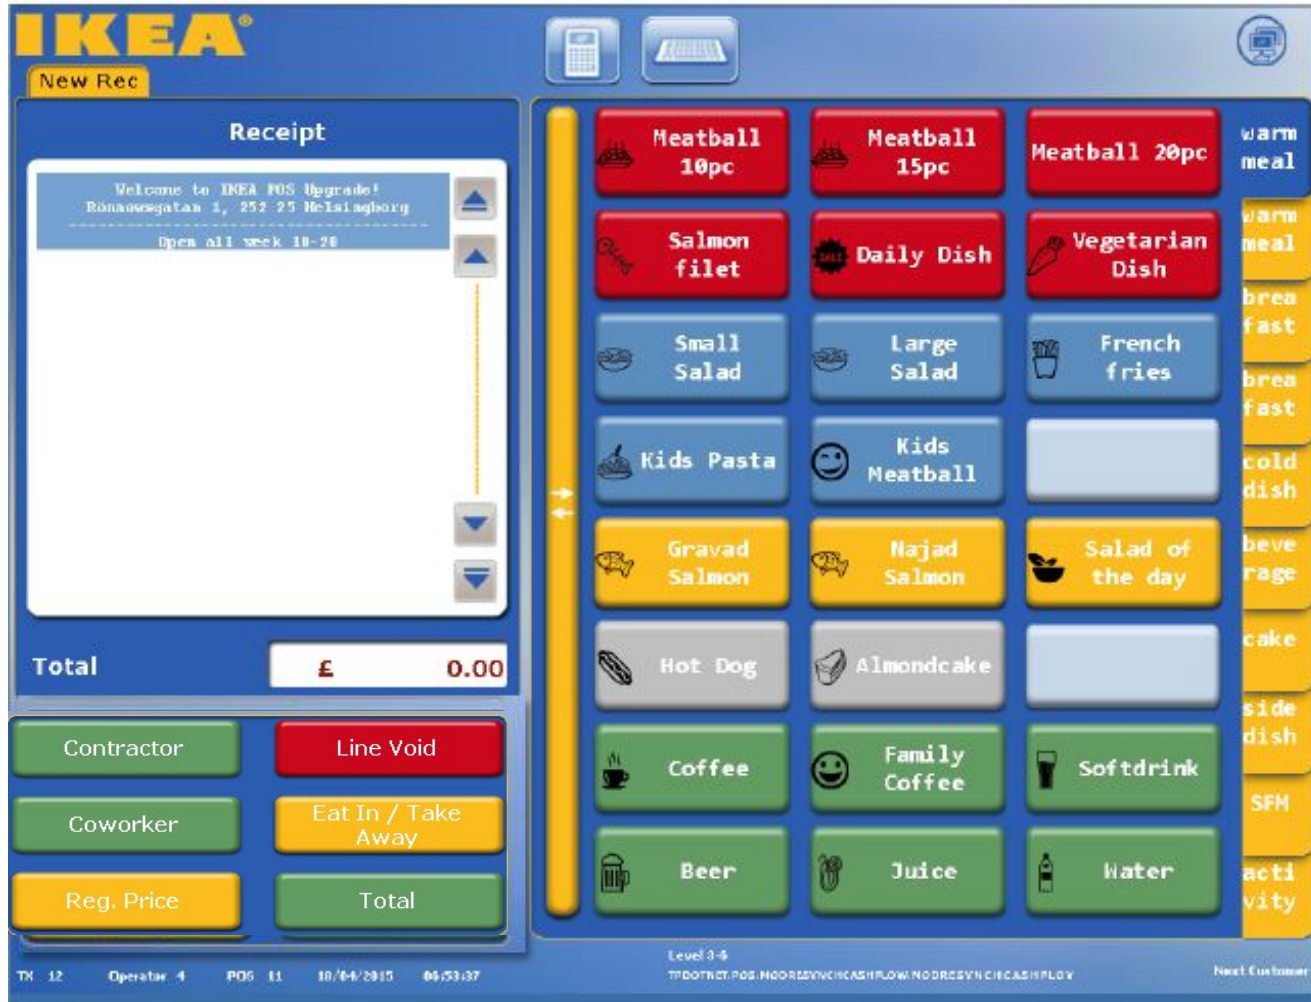 IKEA®
New Rec
Receipt
Welcome to IKEA POS Upgrade!
Rönnowsgatan 1, 252 25 Helsingborg
Open all week 10-20
Total
£ 0.00
Contractor
Line Void
Coworker
Eat In / Take
Away
Reg. Price
Total
Meatball
10pc
Meatball
15pc
Meatball 20pc
Salmon
filet
Daily Dish
Vegetarian
Dish
Small
Salad
Large
Salad
French
fries
Kids Pasta
Kids
Meatball
Gravad
Salmon
Najad
Salmon
Salad of
the day
Hot Dog
Almondcake
Coffee
Family
Coffee
Softdrink
Beer
Juice
Water
warm
meal
warm
meal
brea
fast
brea
fast
cold
dish
beve
rage
cake
side
dish
SFM
acti
vity
TX 12 Operator 4 POS 11 18/04/2015 06:53:37
Level 3-6
Next Customer